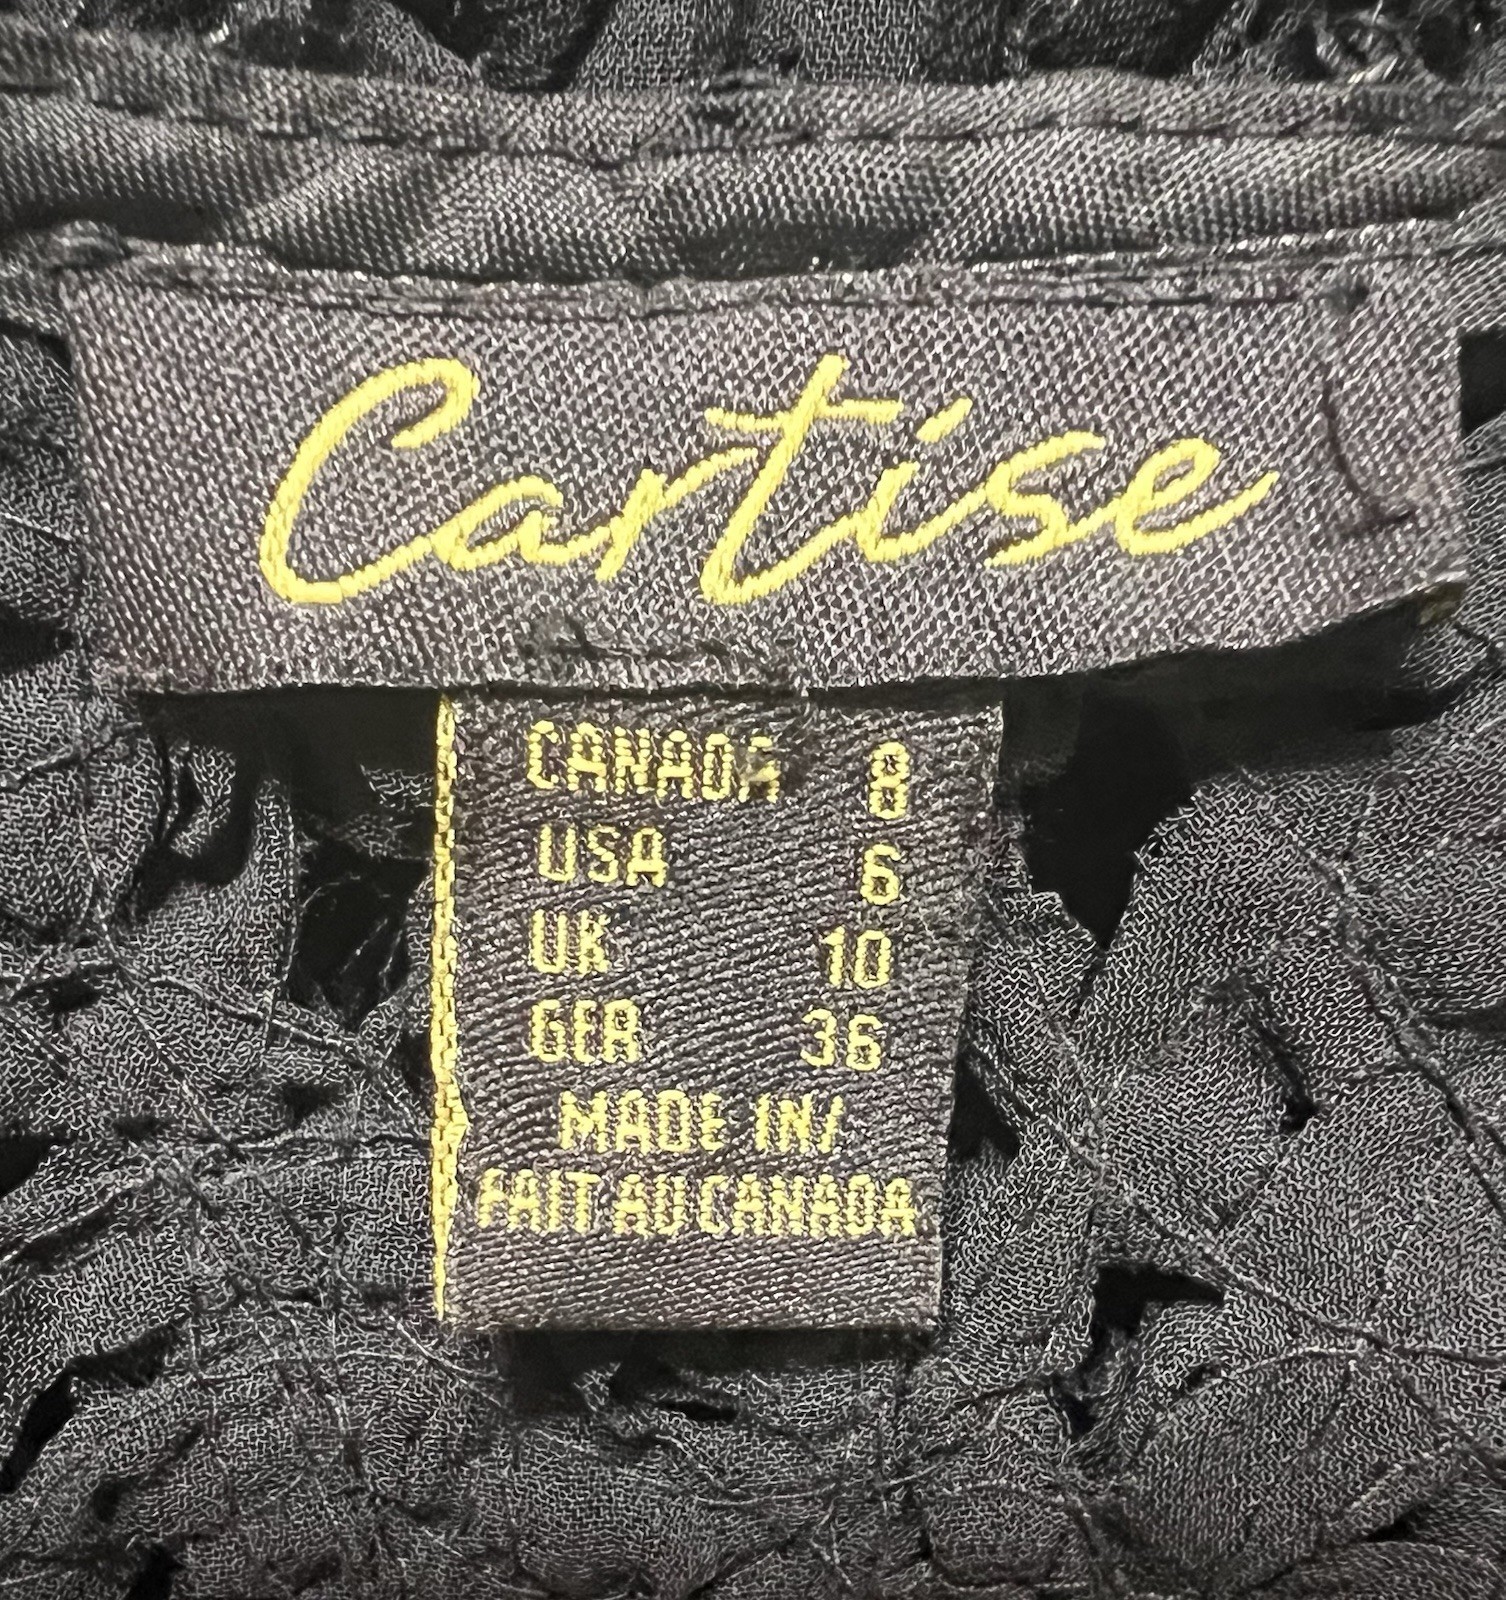 Cartise
CANADA 8
USA 6
UK 10
GER 36
MADE IN/
FAIT AU CANADA